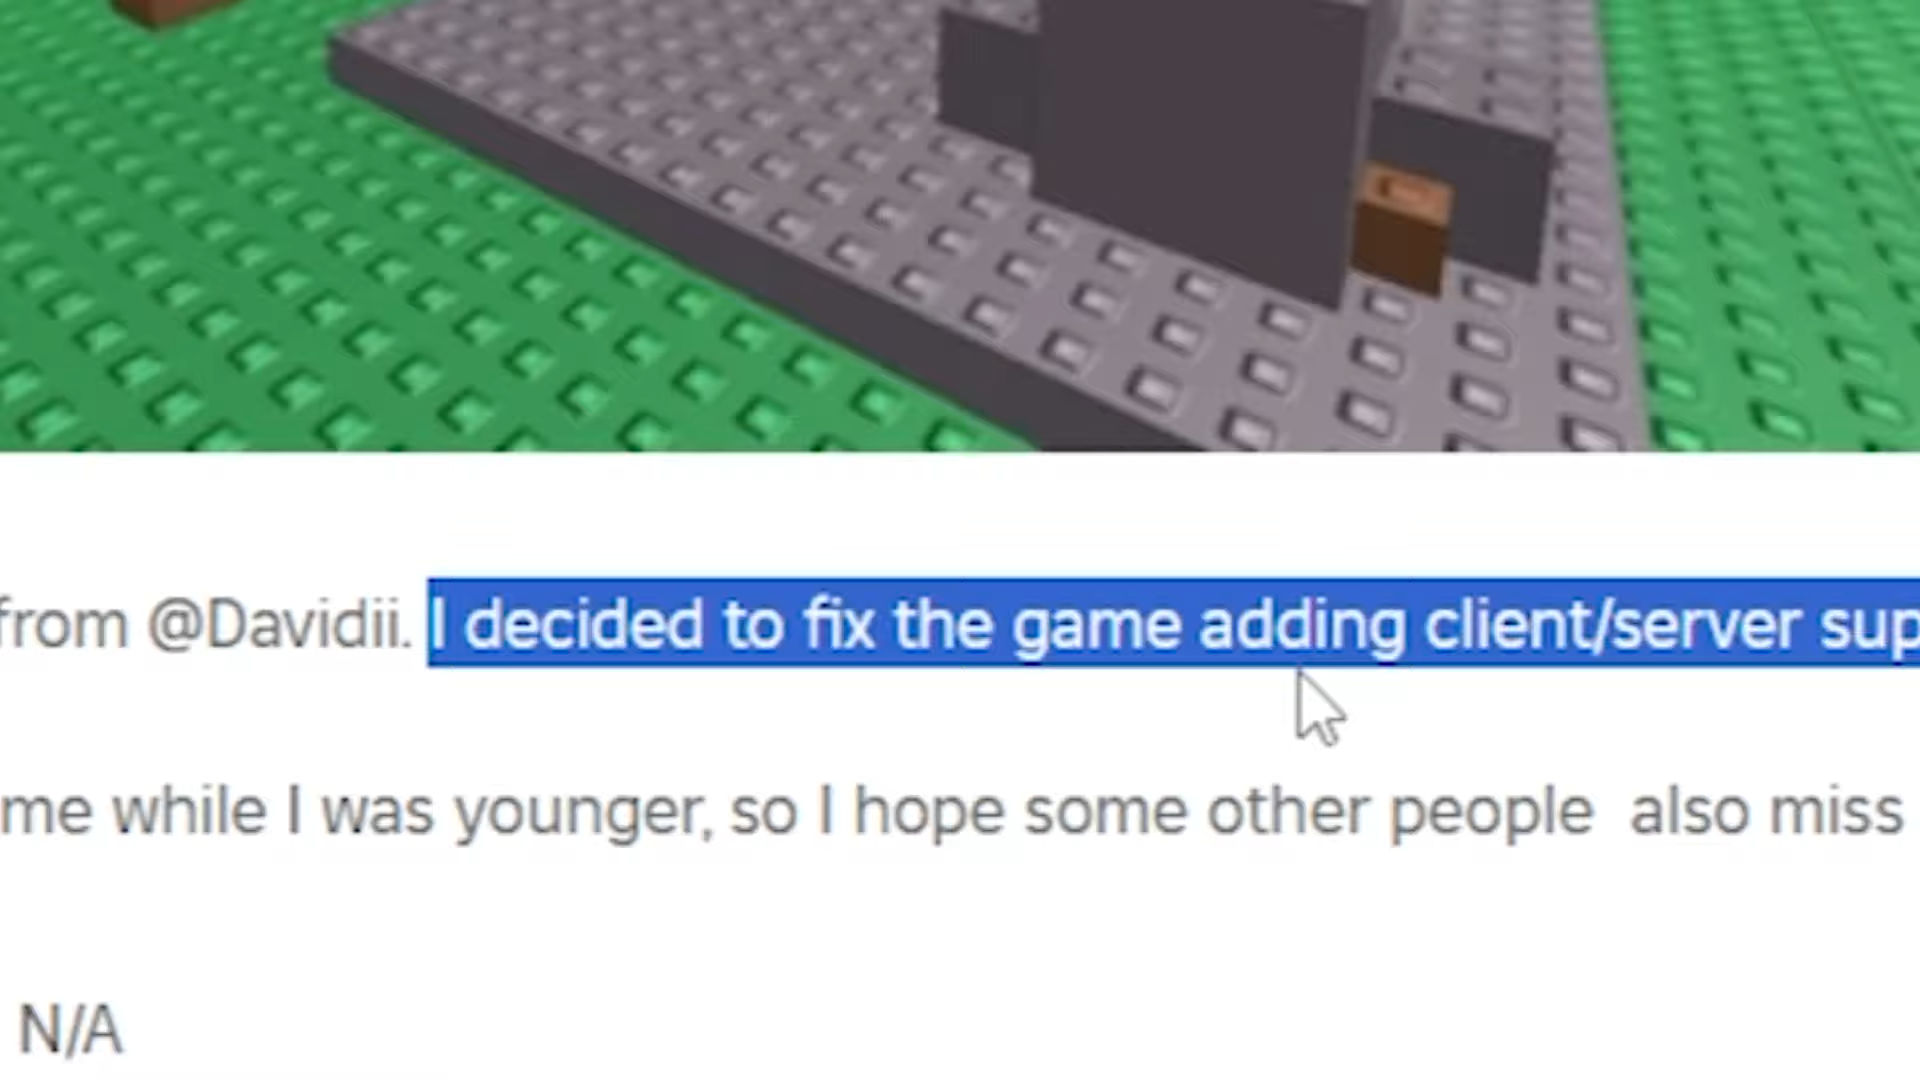 from @Davidii. I decided to fix the game adding client/server sup
me while I was younger, so I hope some other people  also miss
N/A